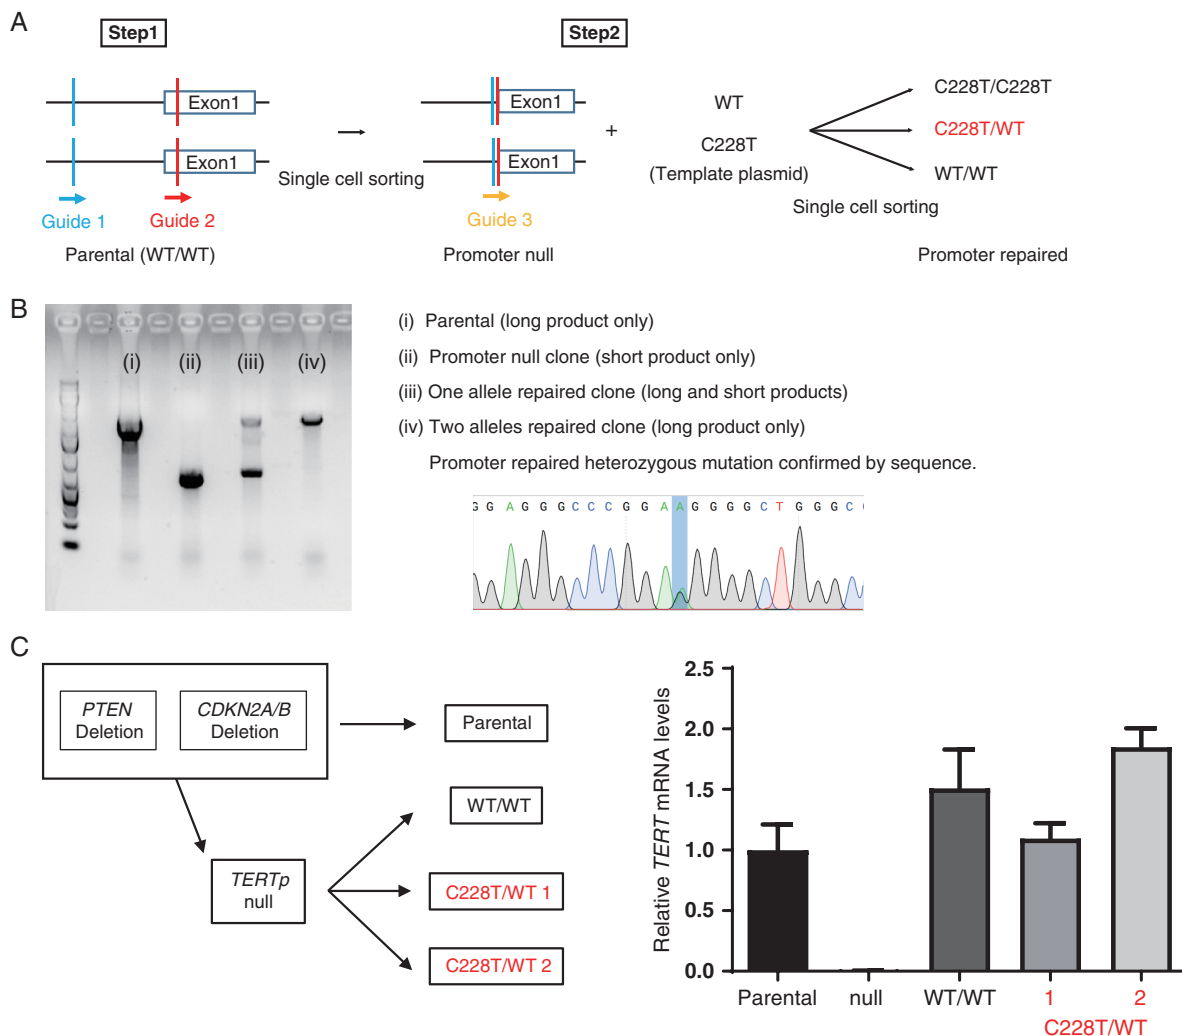 A
Step1
Step2
Exon1
Exon1
Guide 1
Guide 2
Parental (WT/WT)
Single cell sorting
Exon1
Exon1
Guide 3
Promoter null
+
WT
C228T
(Template plasmid)
Single cell sorting
C228T/C228T
C228T/WT
WT/WT
Promoter repaired
B
(i)
(ii)
(iii)
(iv)
(i) Parental (long product only)
(ii) Promoter null clone (short product only)
(iii) One allele repaired clone (long and short products)
(iv) Two alleles repaired clone (long product only)
Promoter repaired heterozygous mutation confirmed by sequence.
G G A G G G C C C G G A A G G G G C T G G G C
C
PTEN
Deletion
CDKN2A/B
Deletion
Parental
WT/WT
TERTp
null
C228T/WT 1
C228T/WT 2
Relative TERT mRNA levels
2.5
2.0
1.5
1.0
0.5
0.0
Parental
null
WT/WT
1
2
C228T/WT